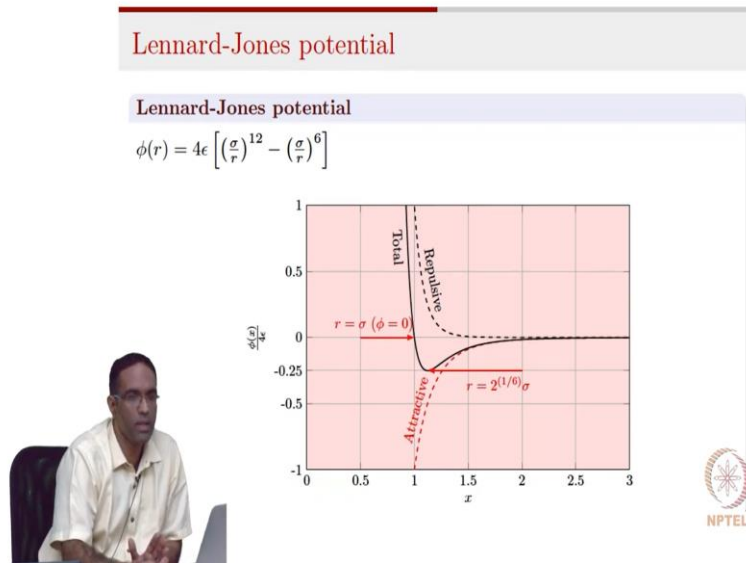 Lennard-Jones potential
Lennard-Jones potential
ϕ(r) = 4ϵ [(σ/r)^12 − (σ/r)^6]
1
0.5
0
-0.25
-0.5
-1
ϕ(x)/4ϵ
Total
Repulsive
r = σ (ϕ=0)
r = 2^(1/6)σ
Attractive
0 0.5 1 1.5 2 2.5 3
x
NPTEL